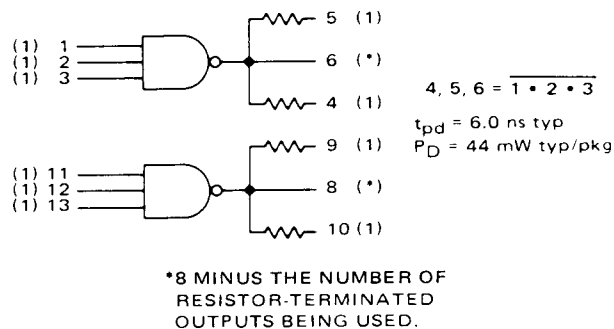 5 (1)
(1) 1
(1) 2
(1) 3
6 (*)
4 (1)
4, 5, 6 = 1 • 2 • 3
tpd = 6.0 ns typ
PD = 44 mW typ/pkg
9 (1)
(1) 11
(1) 12
(1) 13
8 (*)
10 (1)
*8 MINUS THE NUMBER OF
RESISTOR-TERMINATED
OUTPUTS BEING USED.